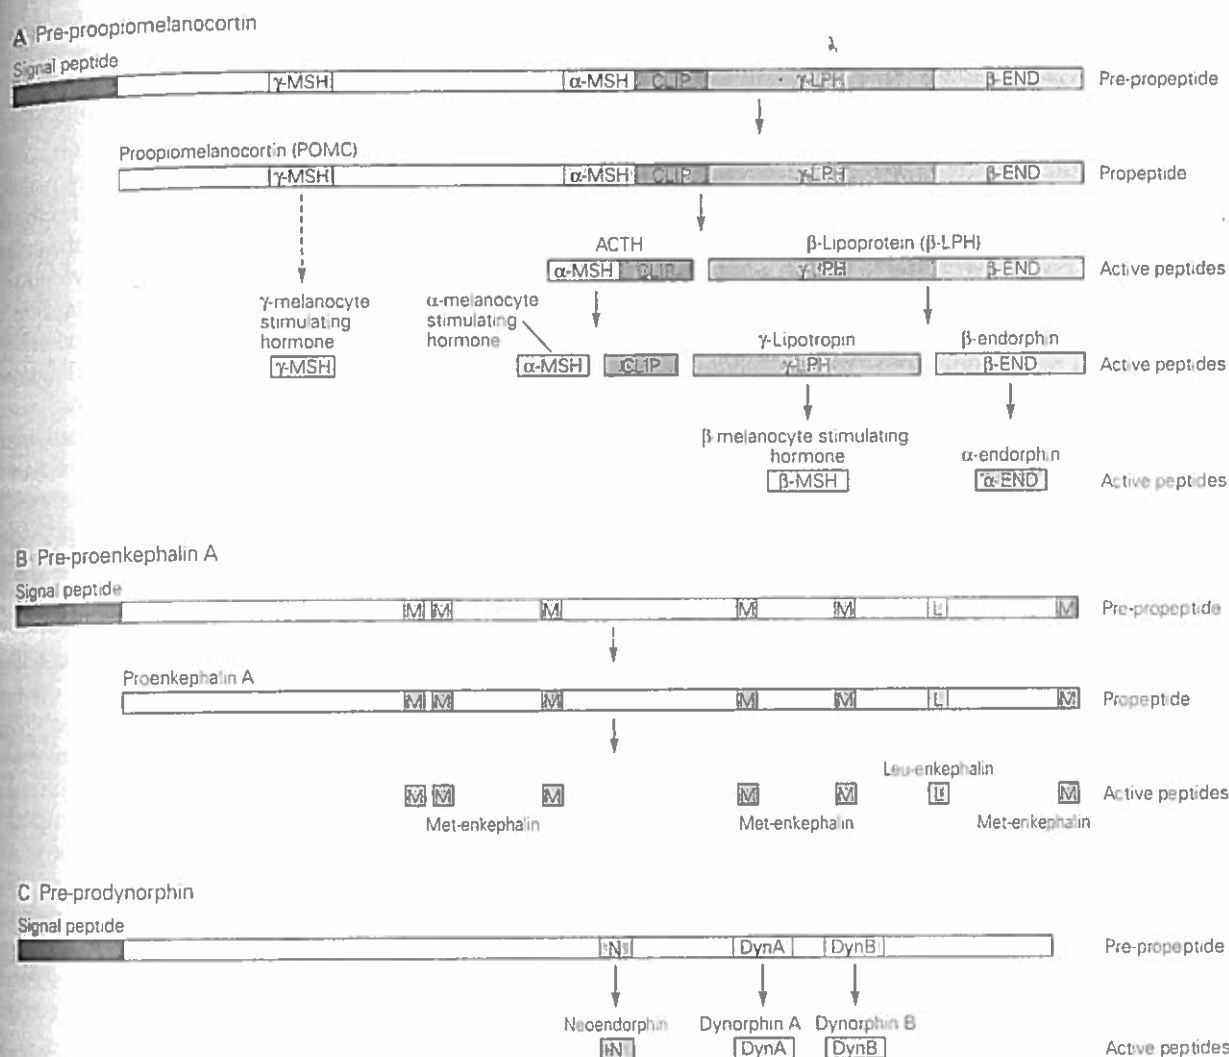 A Pre-proopiomelanocortin
Signal peptide
γ-MSH α-MSH CLIP γ-LPH β-END Pre-propeptide
Proopiomelanocortin (POMC)
γ-MSH α-MSH CLIP γ-LPH β-END Propeptide
ACTH β-Lipoprotein (β-LPH)
α-MSH CLIP γ-LPH β-END Active peptides
γ-melanocyte
stimulating
hormone
α-melanocyte
stimulating
hormone
γ-Lipotropin β-endorphin
γ-MSH α-MSH CLIP γ-LPH β-END Active peptides
β melanocyte stimulating
hormone
α-endorphin
β-MSH α-END Active peptides
B Pre-proenkephalin A
Signal peptide
M M M M M L M Pre-propeptide
Proenkephalin A
M M M M M L M Propeptide
Leu-enkephalin
M M M M M L M Active peptides
Met-enkephalin Met-enkephalin Met-enkephalin
C Pre-prodynorphin
Signal peptide
N DynA DynB Pre-propeptide
Neoendorphin Dynorphin A Dynorphin B
N DynA DynB Active peptides